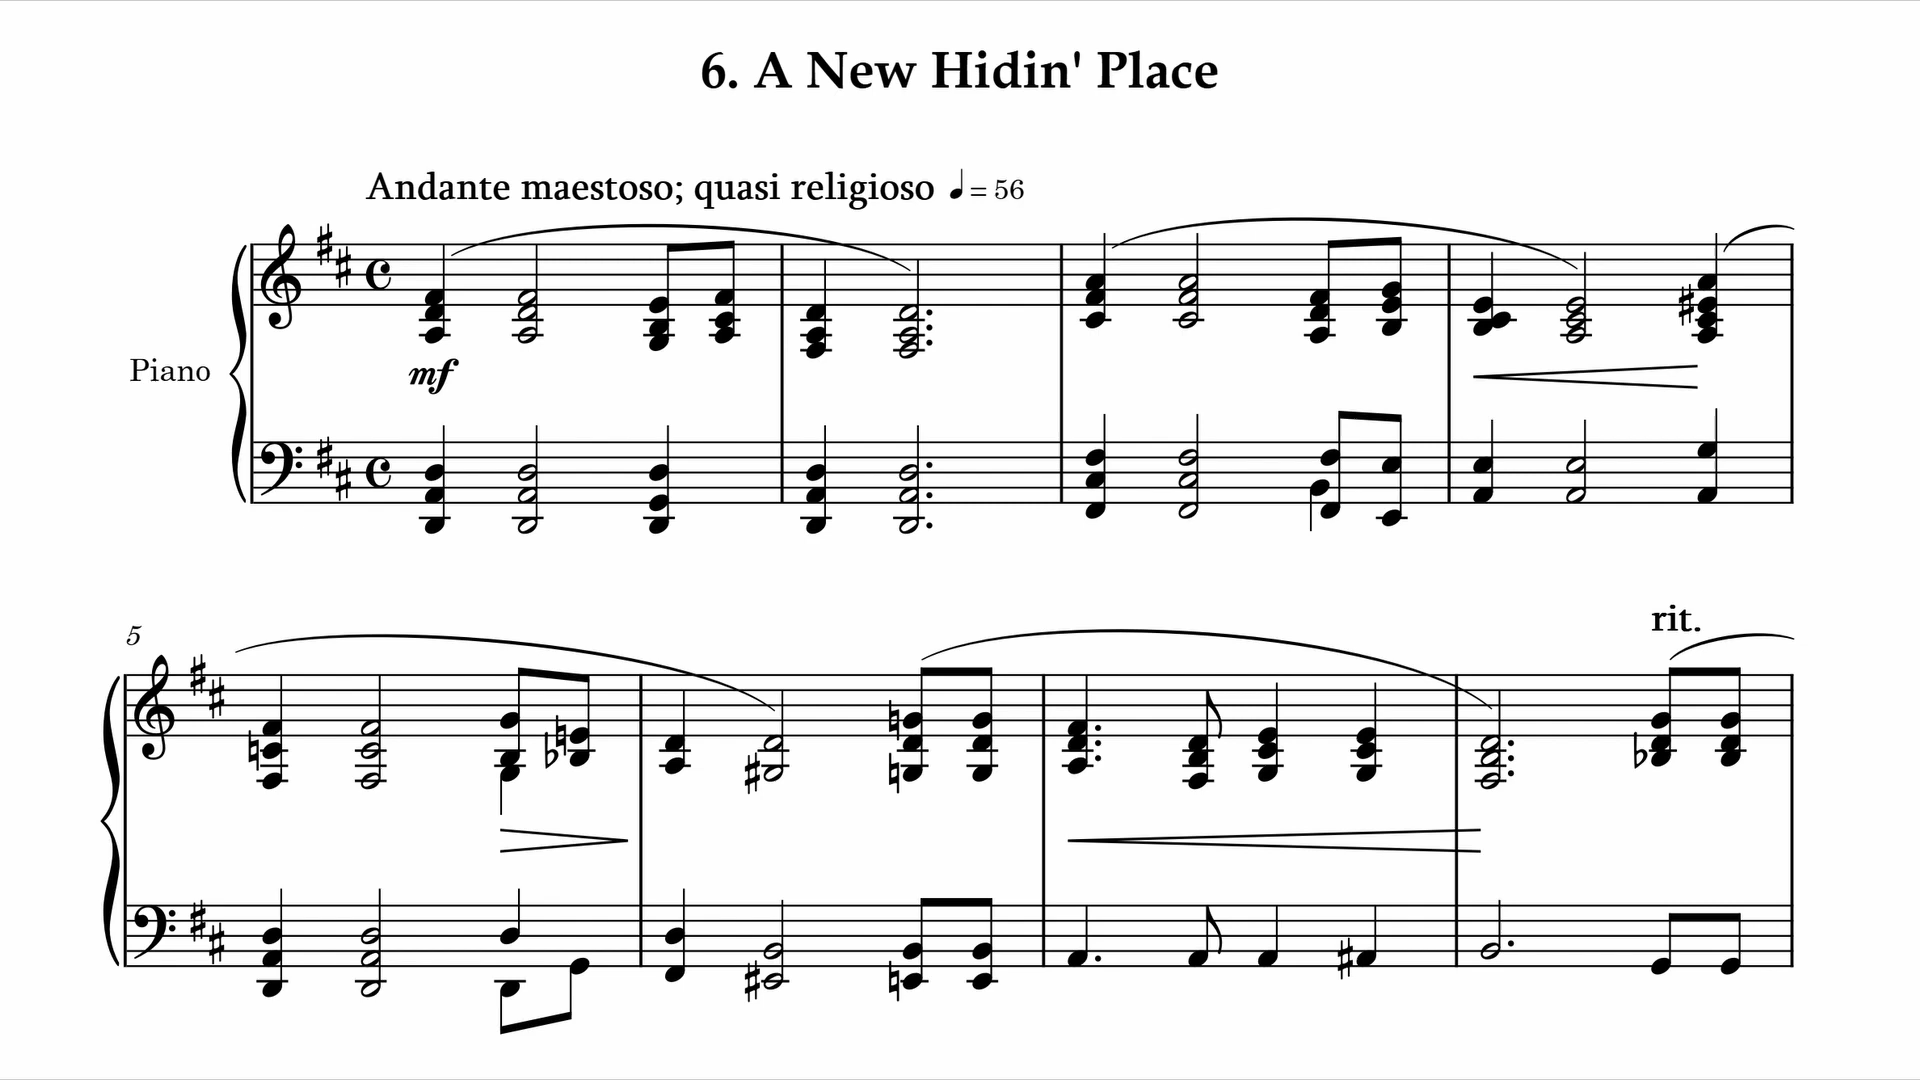 6. A New Hidin' Place
Andante maestoso; quasi religioso ♩= 56
Piano
mf
5
rit.